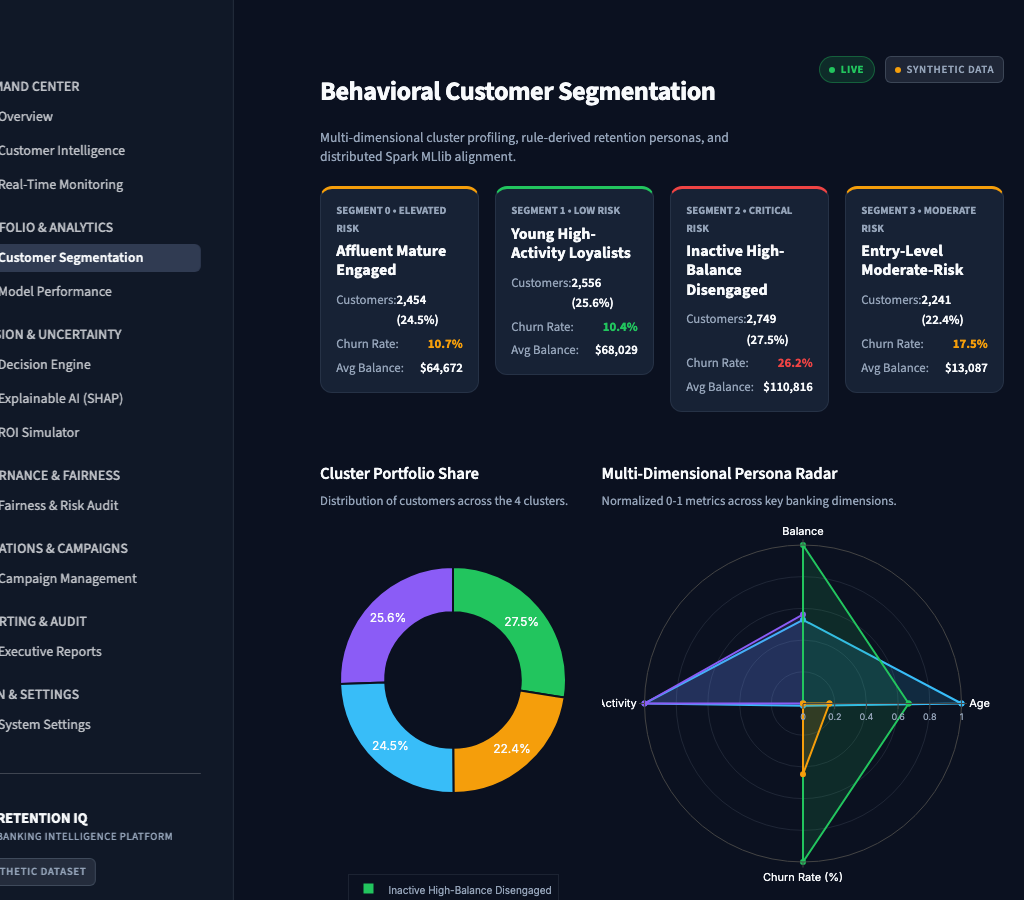 MAND CENTER
Overview
Customer Intelligence
Real-Time Monitoring
FOLIO & ANALYTICS
Customer Segmentation
Model Performance
SION & UNCERTAINTY
Decision Engine
Explainable AI (SHAP)
ROI Simulator
RNANCE & FAIRNESS
Fairness & Risk Audit
ATIONS & CAMPAIGNS
Campaign Management
RTING & AUDIT
Executive Reports
N & SETTINGS
System Settings
RETENTION IQ
BANKING INTELLIGENCE PLATFORM
THETIC DATASET
LIVE
SYNTHETIC DATA
Behavioral Customer Segmentation
Multi-dimensional cluster profiling, rule-derived retention personas, and
distributed Spark MLlib alignment.
SEGMENT 0 • ELEVATED
RISK
Affluent Mature
Engaged
Customers:2,454
(24.5%)
Churn Rate: 10.7%
Avg Balance: $64,672
SEGMENT 1 • LOW RISK
Young High-
Activity Loyalists
Customers:2,556
(25.6%)
Churn Rate: 10.4%
Avg Balance: $68,029
SEGMENT 2 • CRITICAL
RISK
Inactive High-
Balance
Disengaged
Customers:2,749
(27.5%)
Churn Rate: 26.2%
Avg Balance: $110,816
SEGMENT 3 • MODERATE
RISK
Entry-Level
Moderate-Risk
Customers:2,241
(22.4%)
Churn Rate: 17.5%
Avg Balance: $13,087
Cluster Portfolio Share
Distribution of customers across the 4 clusters.
25.6%
27.5%
24.5%
22.4%
Inactive High-Balance Disengaged
Multi-Dimensional Persona Radar
Normalized 0-1 metrics across key banking dimensions.
Balance
ctivity
Age
0 0.2 0.4 0.6 0.8 1
Churn Rate (%)